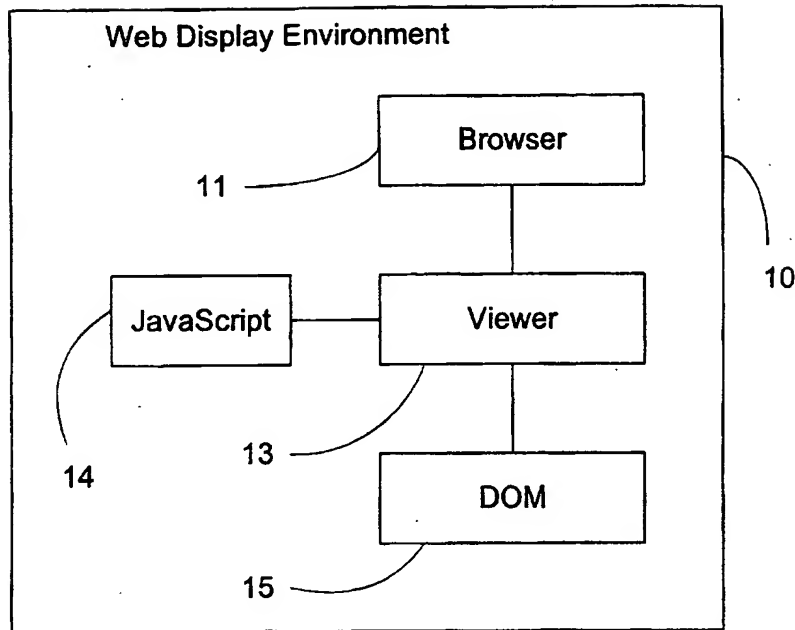 Web Display Environment
Browser
11
10
JavaScript
Viewer
14
13
DOM
15